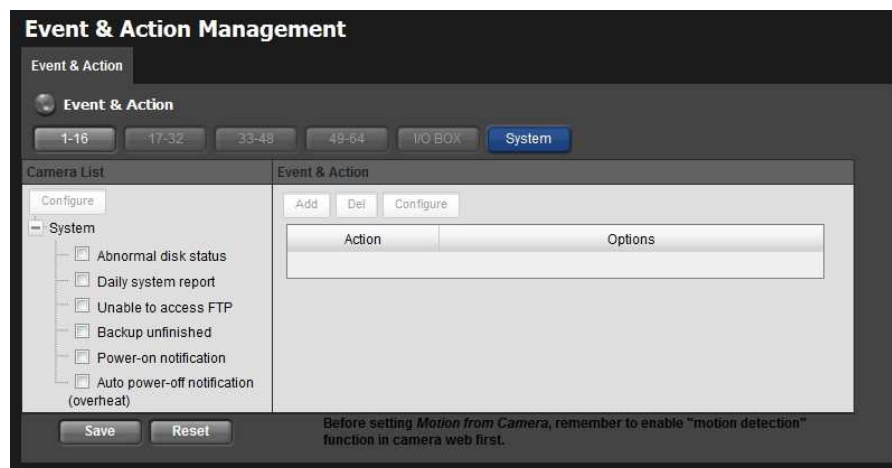 Event & Action Management
Event & Action
Event & Action
1-16 17-32 33-48 49-64 I/O BOX System
Camera List Event & Action
Configure Add Del Configure
System
Action Options
Abnormal disk status
Daily system report
Unable to access FTP
Backup unfinished
Power-on notification
Auto power-off notification
(overheat)
Save Reset
Before setting Motion from Camera, remember to enable "motion detection"
function in camera web first.